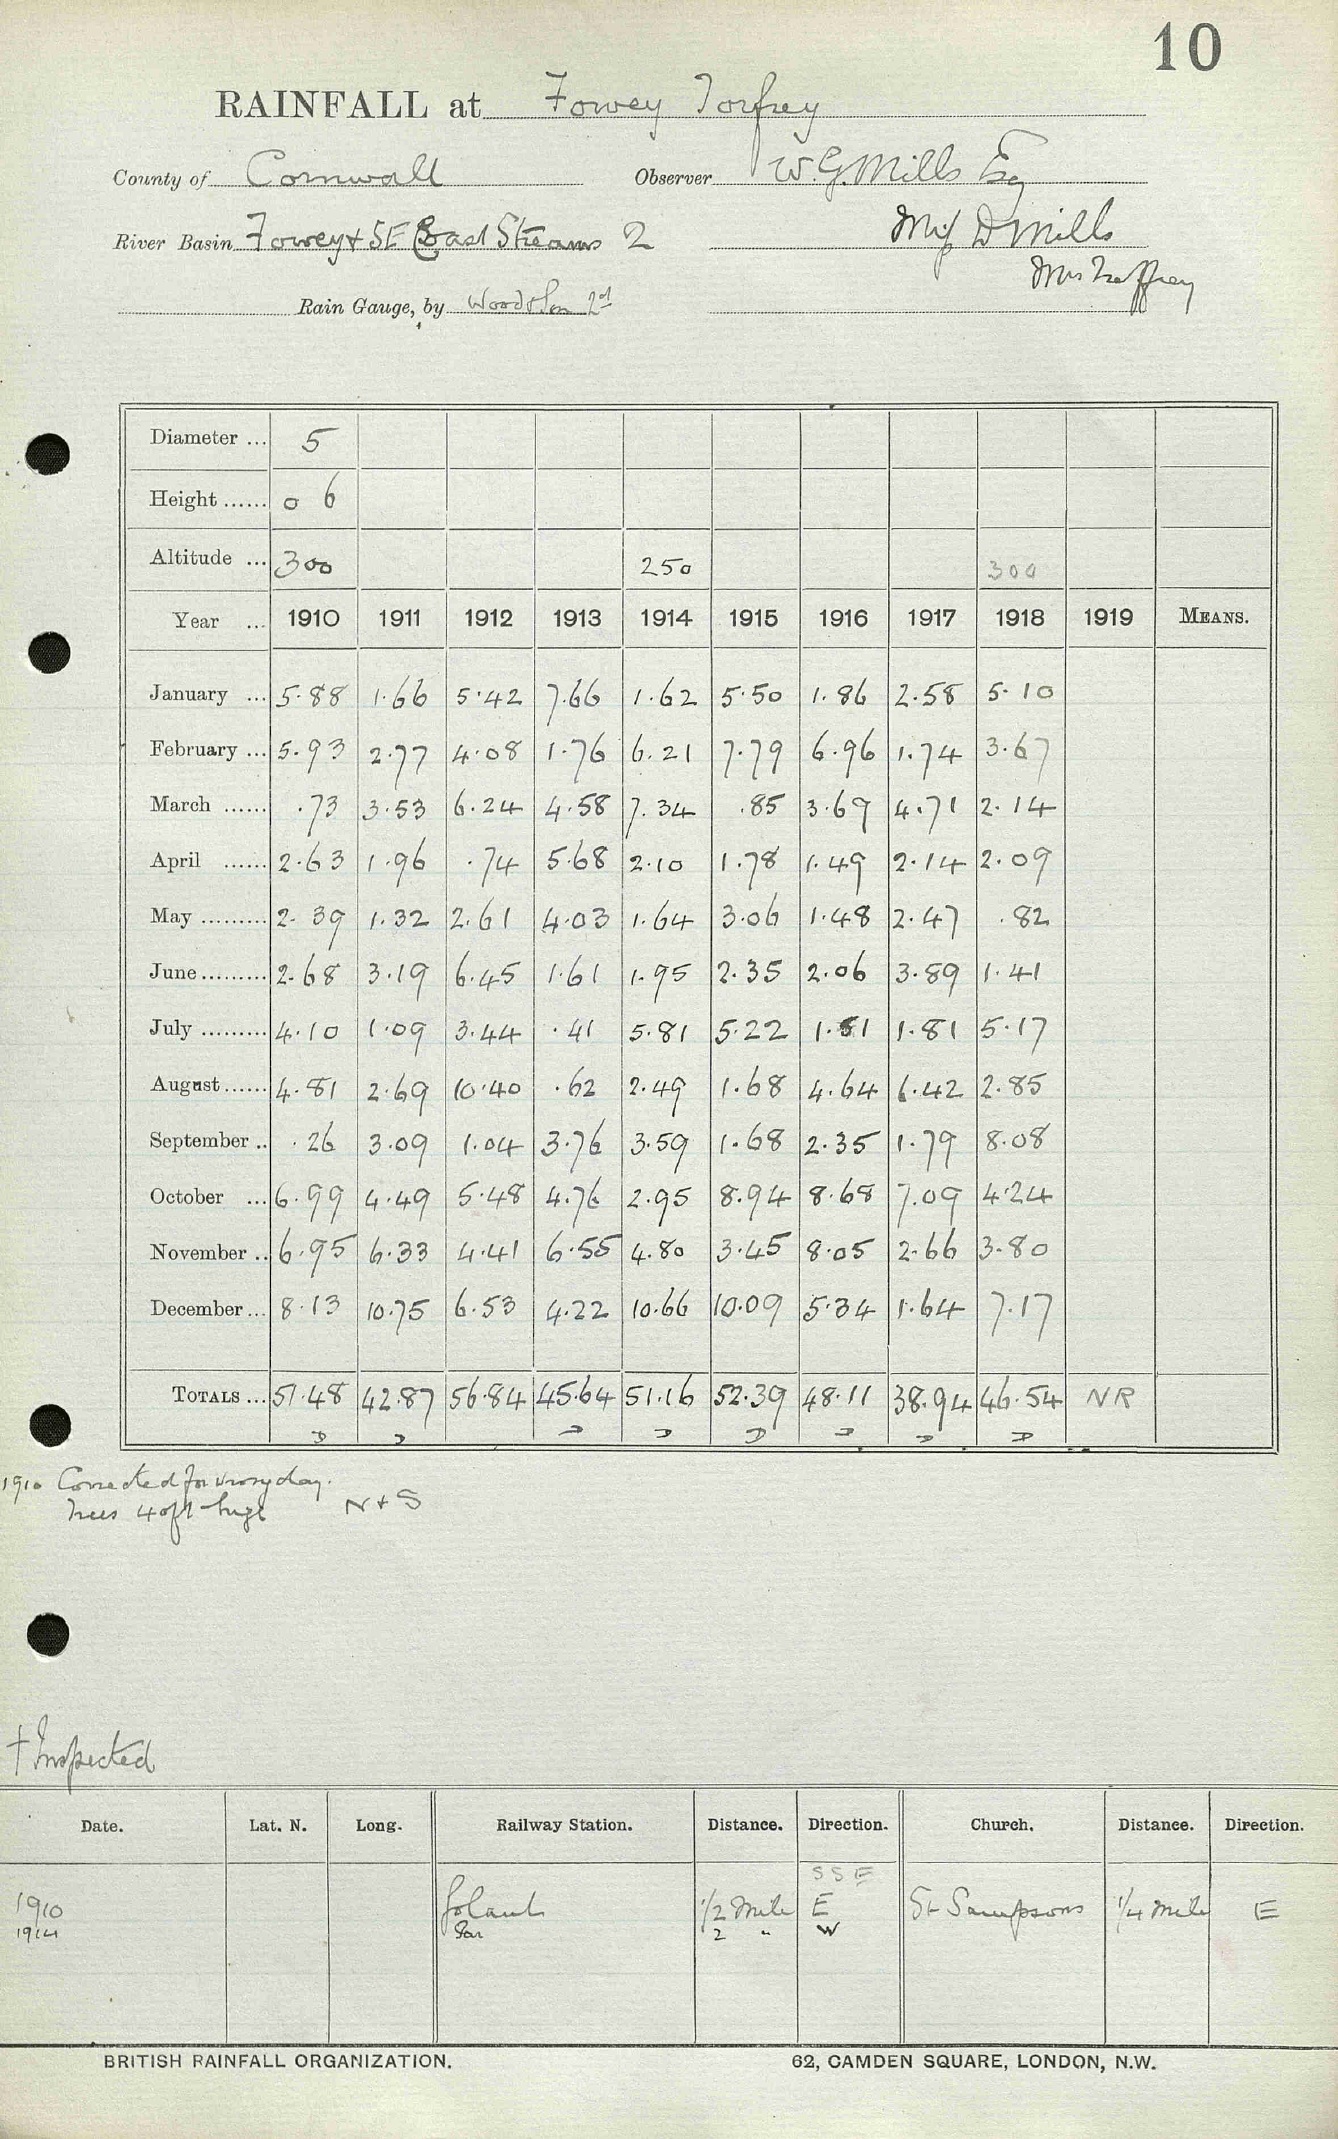 10
RAINFALL at Fowey Torfrey
County of Cornwall Observer W. G. Mills Esq
River Basin Fowey & SE Coast Streams 2 Miss D Mills
Mrs Treffrey
Rain Gauge, by Wood & Son 2nd
Diameter ... 5
Height ...... 0 6
Altitude ... 300 250 300
Year ... 1910 1911 1912 1913 1914 1915 1916 1917 1918 1919 MEANS.
January ... 5.88 1.66 5.42 7.66 1.62 5.50 1.86 2.58 5.10
February ... 5.93 2.77 4.08 1.76 6.21 7.79 6.96 1.74 3.67
March ...... .73 3.53 6.24 4.58 7.34 .85 3.69 4.71 2.14
April ...... 2.63 1.96 .74 5.68 2.10 1.78 1.49 2.14 2.09
May ......... 2.39 1.32 2.61 4.03 1.64 3.06 1.48 2.47 .82
June ......... 2.68 3.19 6.45 1.61 1.95 2.35 2.06 3.89 1.41
July ......... 4.10 1.09 3.44 .41 5.81 5.22 1.51 1.81 5.17
August ...... 4.81 2.69 10.40 .62 2.49 1.68 4.64 6.42 2.85
September .. .26 3.09 1.04 3.76 3.59 1.68 2.35 1.79 8.08
October ... 6.99 4.49 5.48 4.76 2.95 8.94 8.68 7.09 4.24
November .. 6.95 6.33 4.41 6.55 4.80 3.45 8.05 2.66 3.80
December ... 8.13 10.75 6.53 4.22 10.66 10.09 5.34 1.64 7.17
TOTALS ... 51.48 42.87 56.84 45.64 51.16 52.39 48.11 38.94 46.54 NR
D D D D D D D D
1910 Corrected for wrong day.
Trees 40ft high N & S
† Inspected
Date. Lat. N. Long. Railway Station. Distance. Direction. Church. Distance. Direction.
SSE
1910 Golant 1/2 mile E St Sampsons 1/4 mile E
1914 Par 2 " W
BRITISH RAINFALL ORGANIZATION. 62, CAMDEN SQUARE, LONDON, N.W.